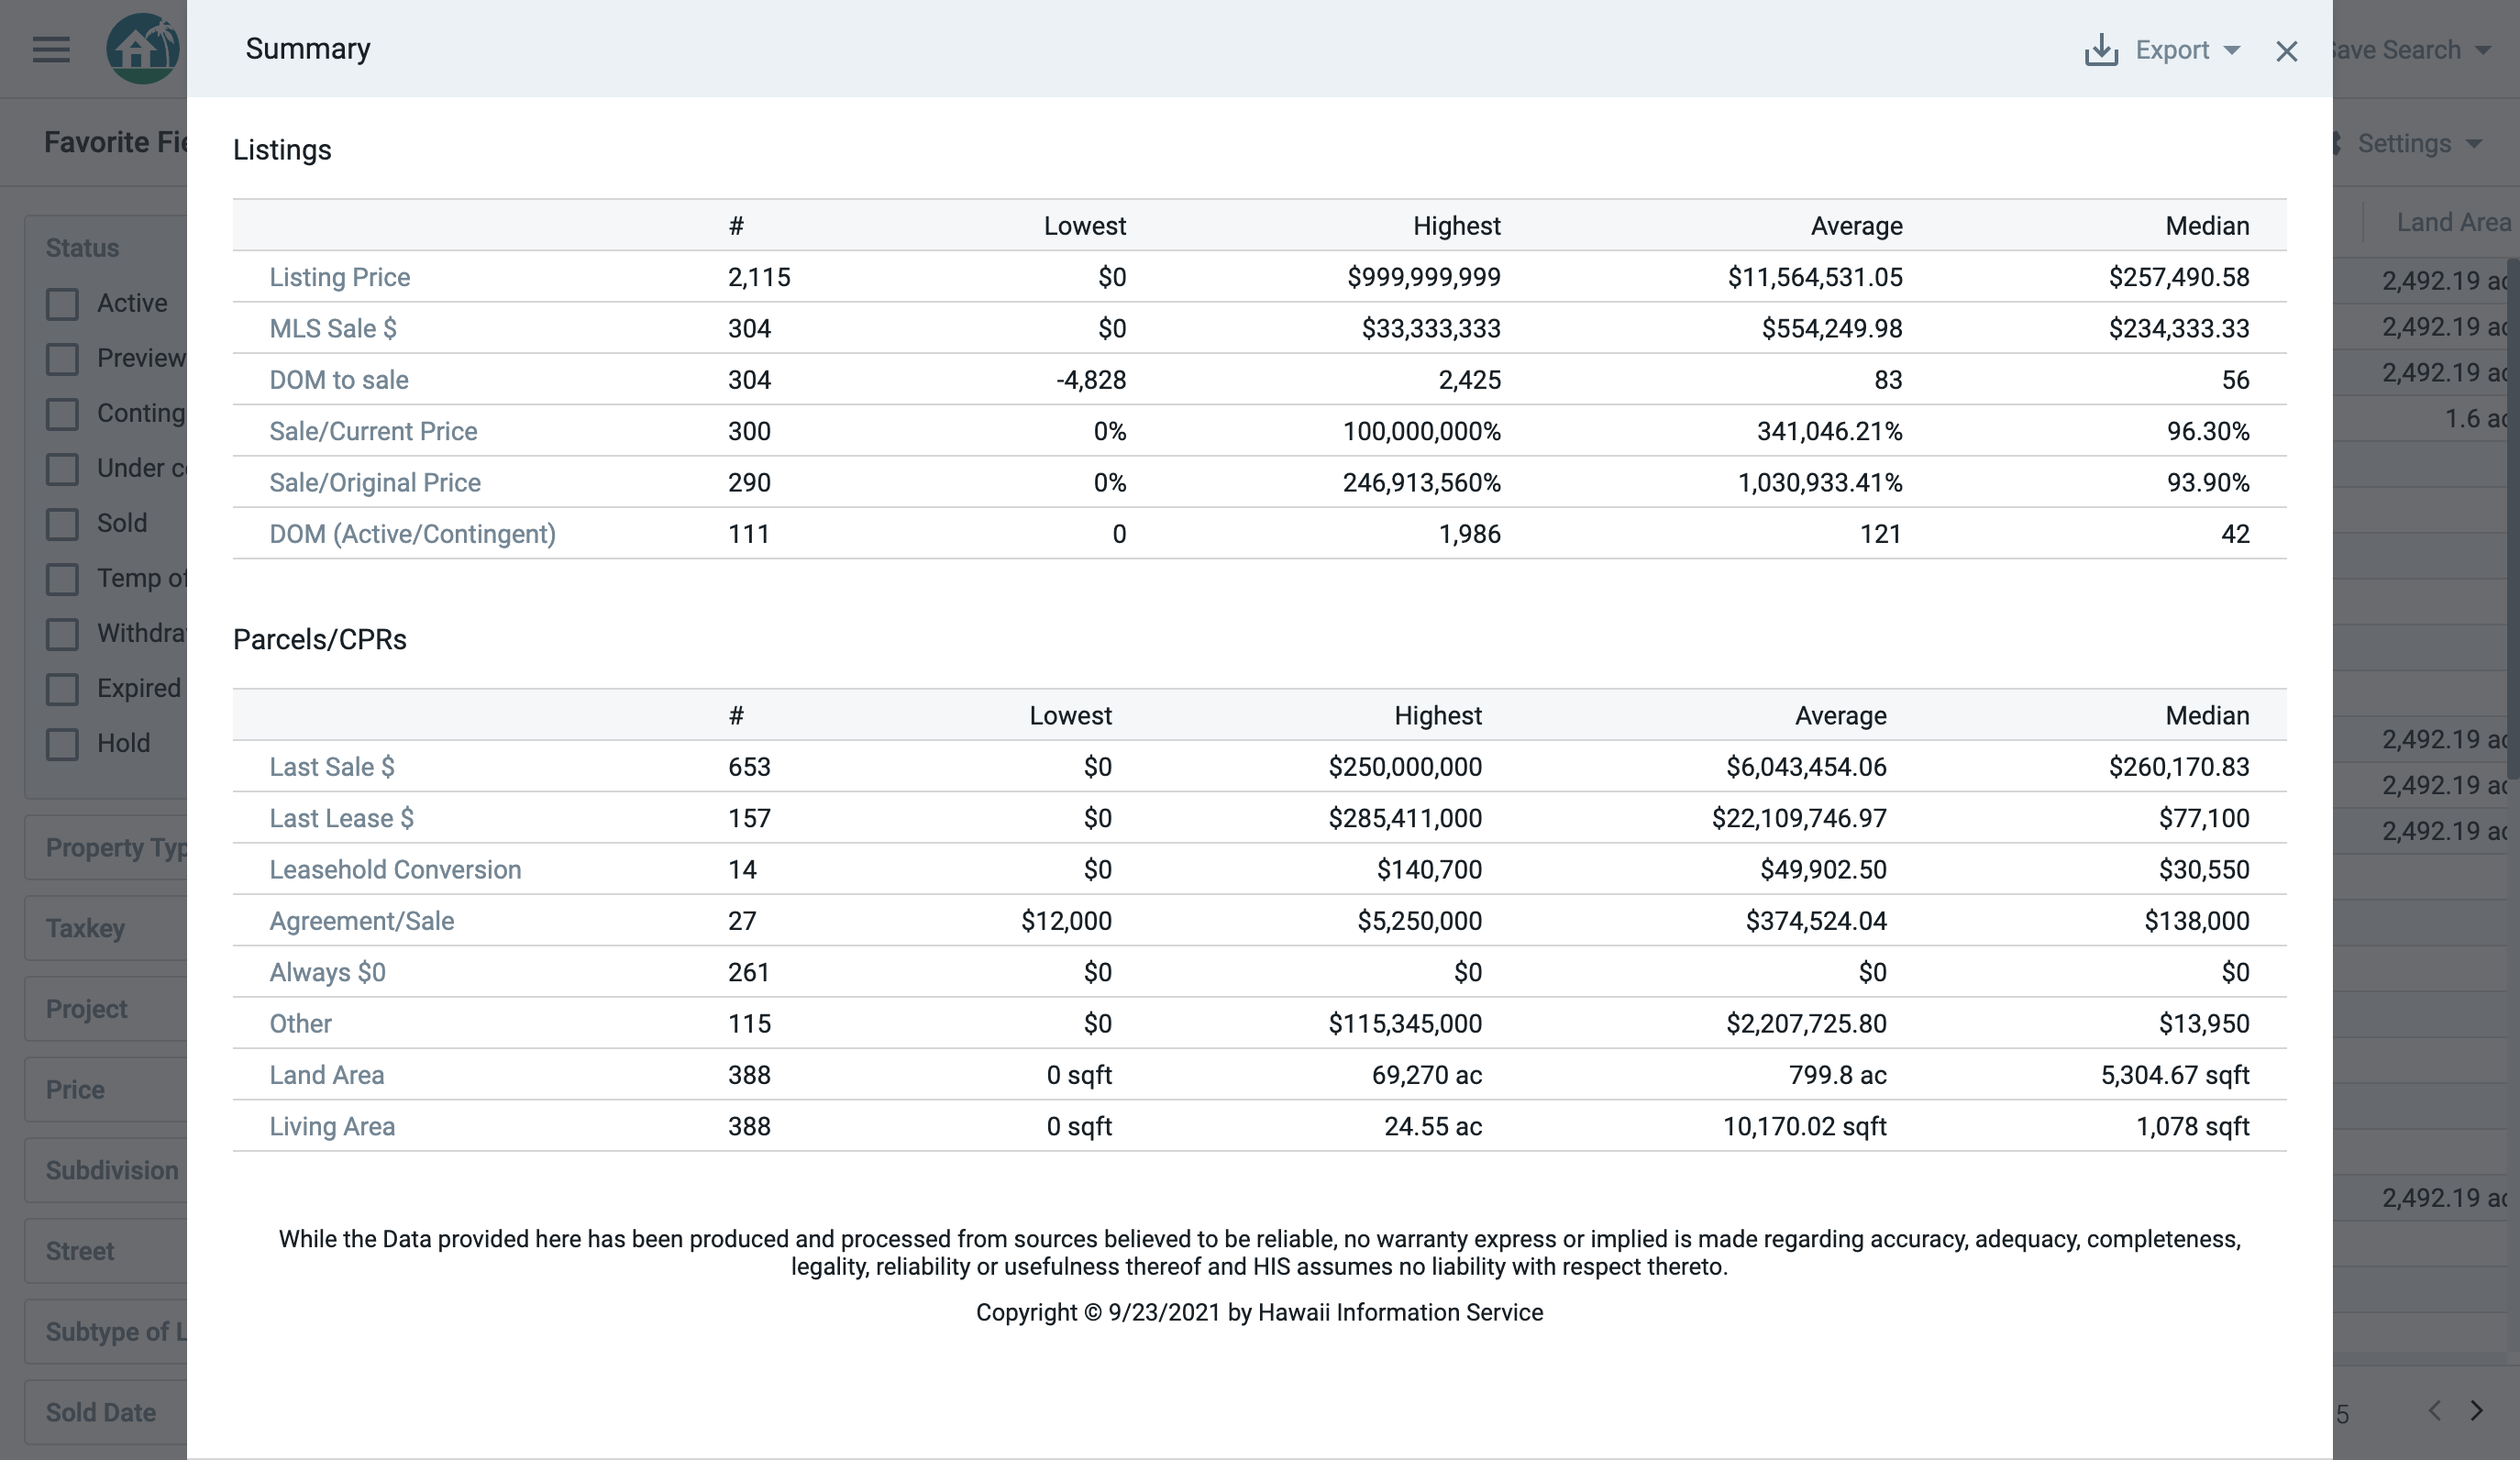 Summary
Export
ave Search
Favorite Fie
Settings
Status
Active
Preview
Conting
Under c
Sold
Temp of
Withdra
Expired
Hold
Property Typ
Taxkey
Project
Price
Subdivision
Street
Subtype of L
Sold Date
Listings
# Lowest Highest Average Median
Listing Price 2,115 $0 $999,999,999 $11,564,531.05 $257,490.58
MLS Sale $ 304 $0 $33,333,333 $554,249.98 $234,333.33
DOM to sale 304 -4,828 2,425 83 56
Sale/Current Price 300 0% 100,000,000% 341,046.21% 96.30%
Sale/Original Price 290 0% 246,913,560% 1,030,933.41% 93.90%
DOM (Active/Contingent) 111 0 1,986 121 42
Parcels/CPRs
# Lowest Highest Average Median
Last Sale $ 653 $0 $250,000,000 $6,043,454.06 $260,170.83
Last Lease $ 157 $0 $285,411,000 $22,109,746.97 $77,100
Leasehold Conversion 14 $0 $140,700 $49,902.50 $30,550
Agreement/Sale 27 $12,000 $5,250,000 $374,524.04 $138,000
Always $0 261 $0 $0 $0 $0
Other 115 $0 $115,345,000 $2,207,725.80 $13,950
Land Area 388 0 sqft 69,270 ac 799.8 ac 5,304.67 sqft
Living Area 388 0 sqft 24.55 ac 10,170.02 sqft 1,078 sqft
While the Data provided here has been produced and processed from sources believed to be reliable, no warranty express or implied is made regarding accuracy, adequacy, completeness,
legality, reliability or usefulness thereof and HIS assumes no liability with respect thereto.
Copyright © 9/23/2021 by Hawaii Information Service
Land Area
2,492.19 ac
2,492.19 ac
2,492.19 ac
1.6 ac
2,492.19 ac
2,492.19 ac
2,492.19 ac
2,492.19 ac
5